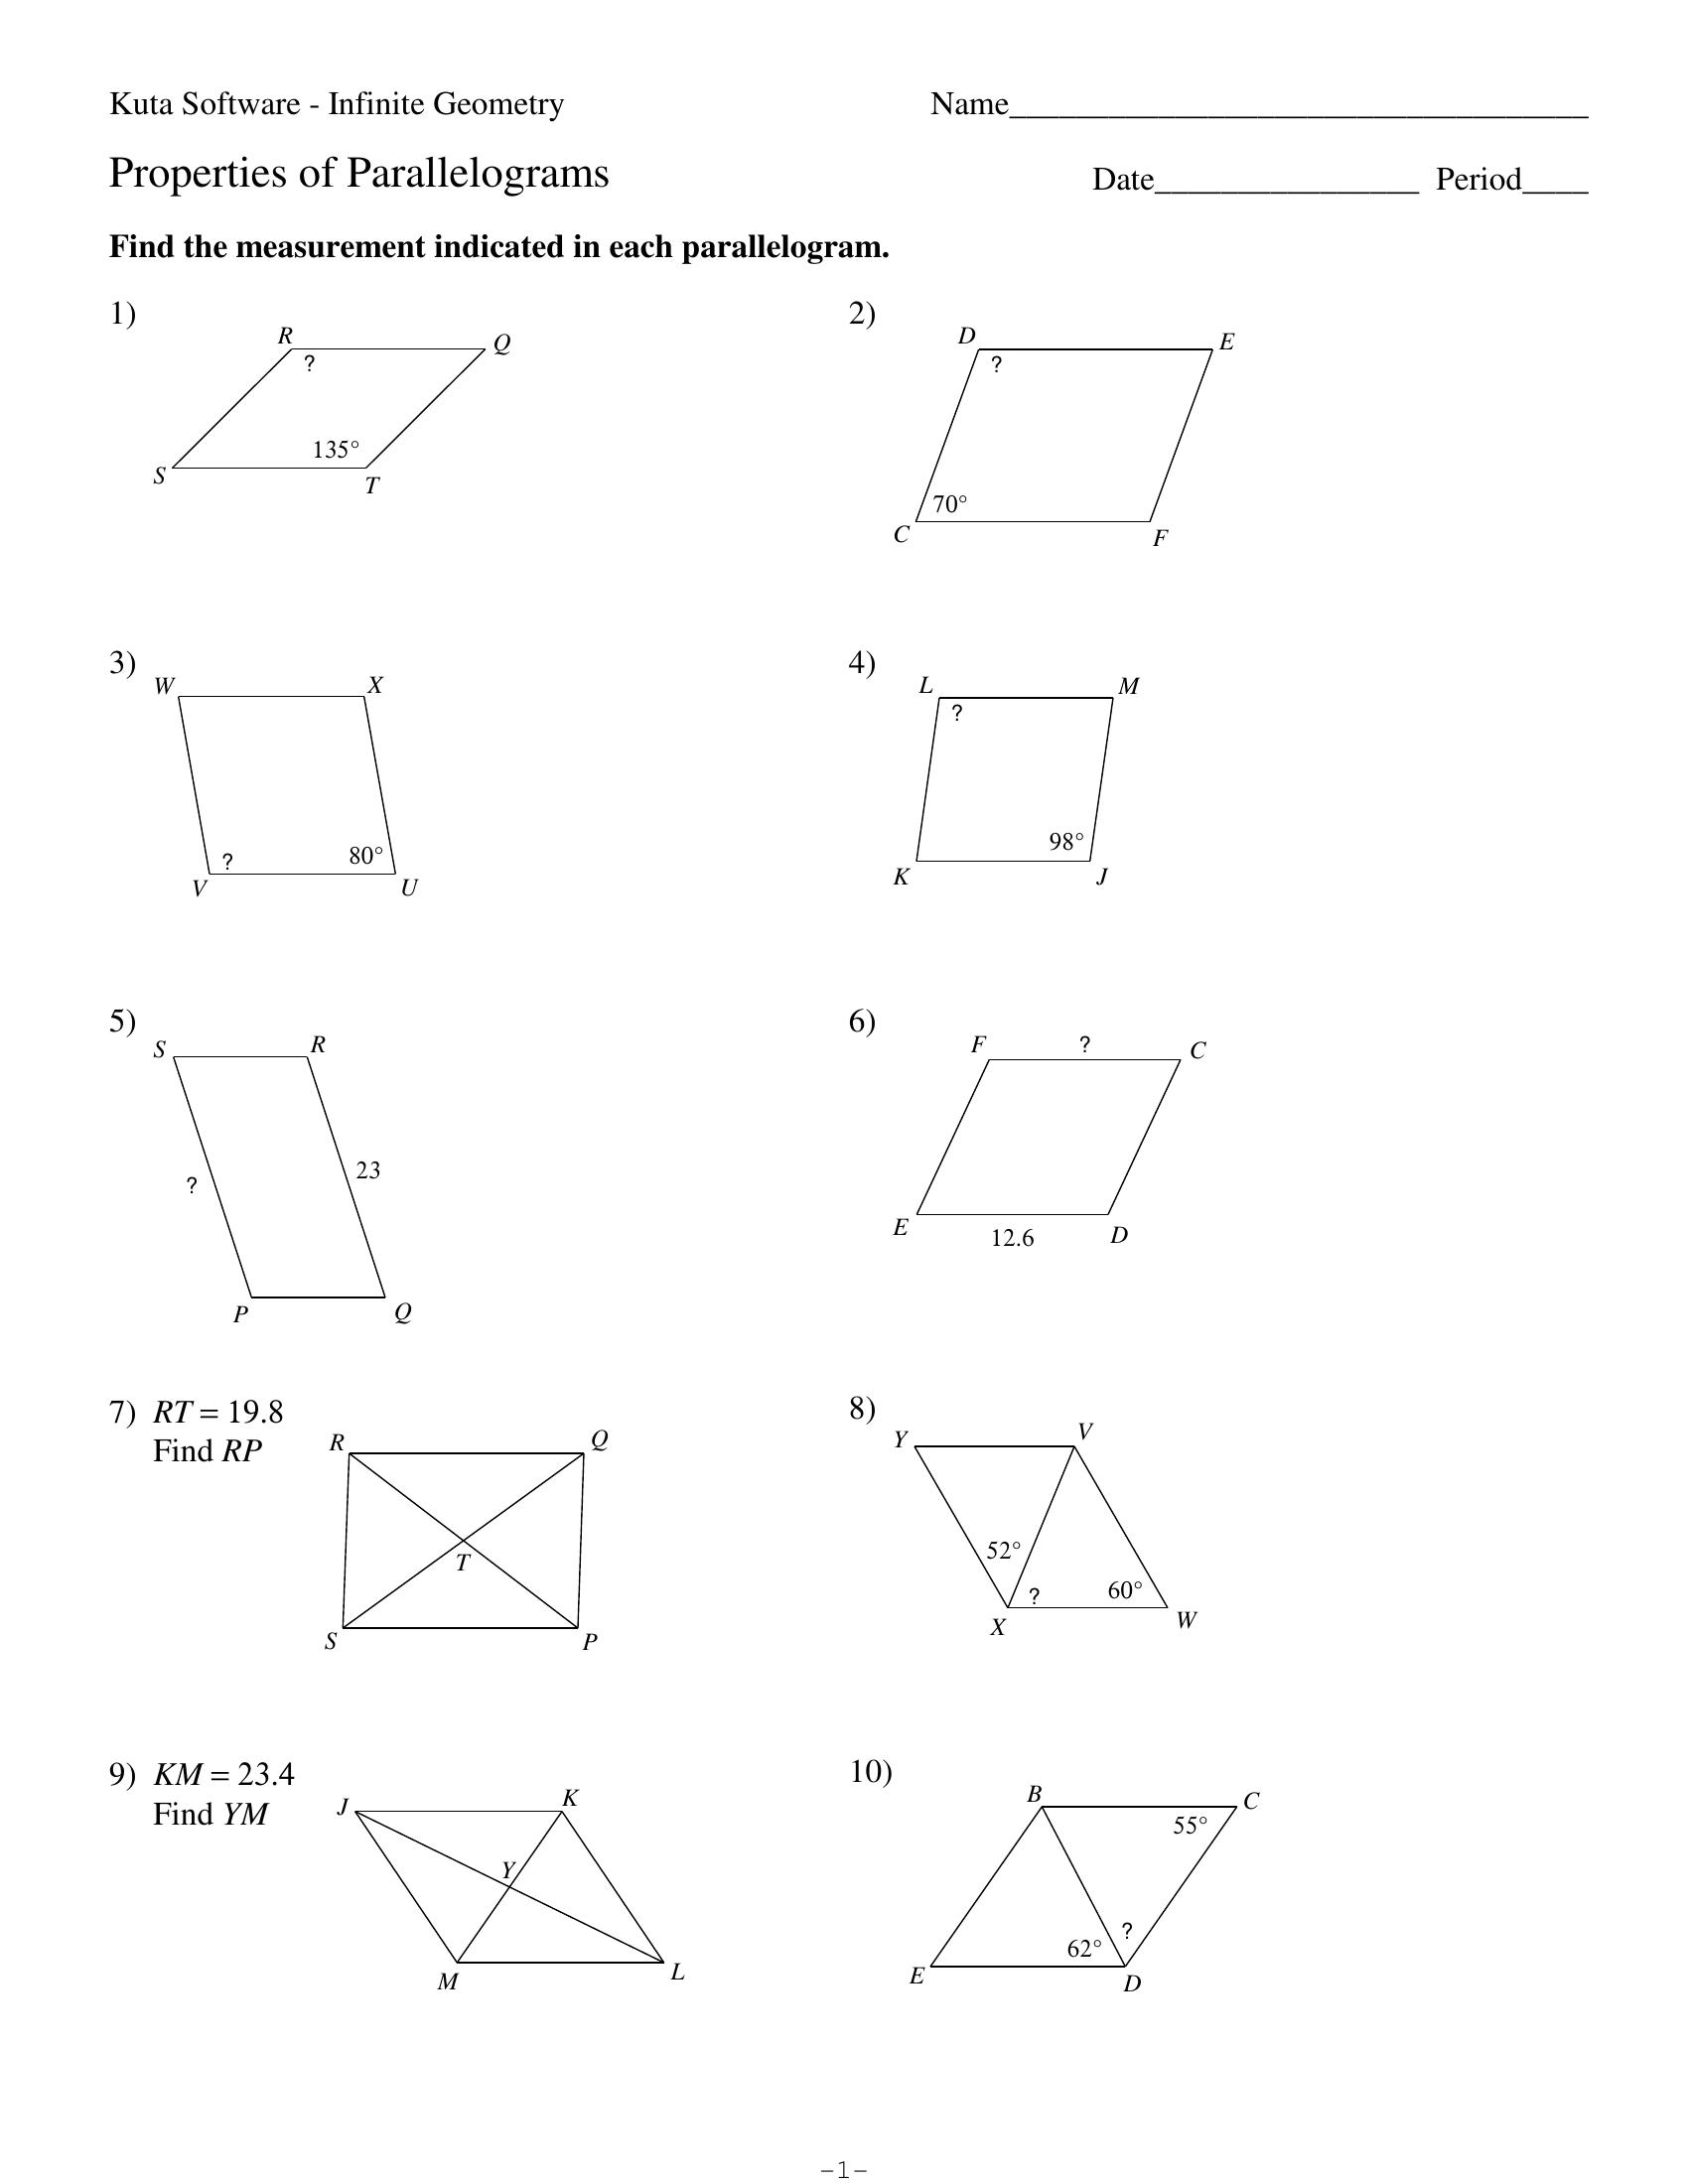 Kuta Software - Infinite Geometry
Name___________________________________
Properties of Parallelograms
Date________________ Period____
Find the measurement indicated in each parallelogram.
1)
R
Q
?
135°
S
T
2)
D
E
?
70°
C
F
3)
W
X
?
80°
V
U
4)
L
M
?
98°
K
J
5)
S
R
23
?
P
Q
6)
F
?
C
E
12.6
D
7) RT = 19.8
Find RP
R
Q
T
S
P
8)
Y
V
52°
?
60°
X
W
9) KM = 23.4
Find YM
J
K
Y
M
L
10)
B
C
55°
?
62°
E
D
-1-